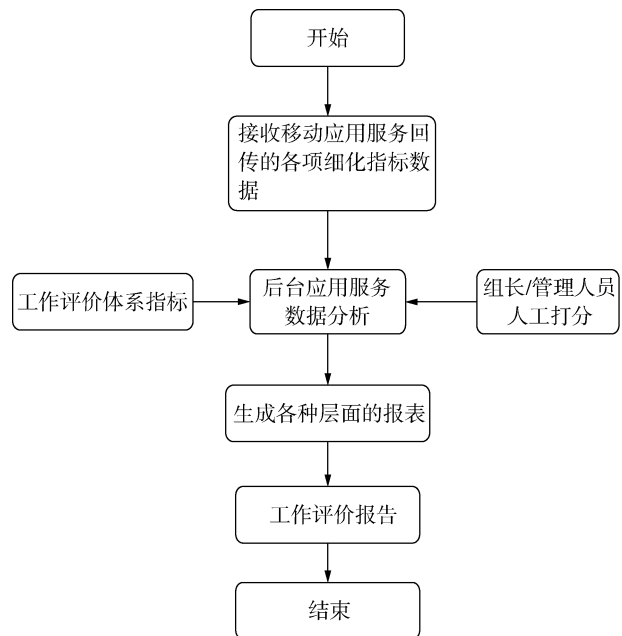 开始
接收移动应用服务回
传的各项细化指标数
据
工作评价体系指标
后台应用服务
数据分析
组长/管理人员
人工打分
生成各种层面的报表
工作评价报告
结束